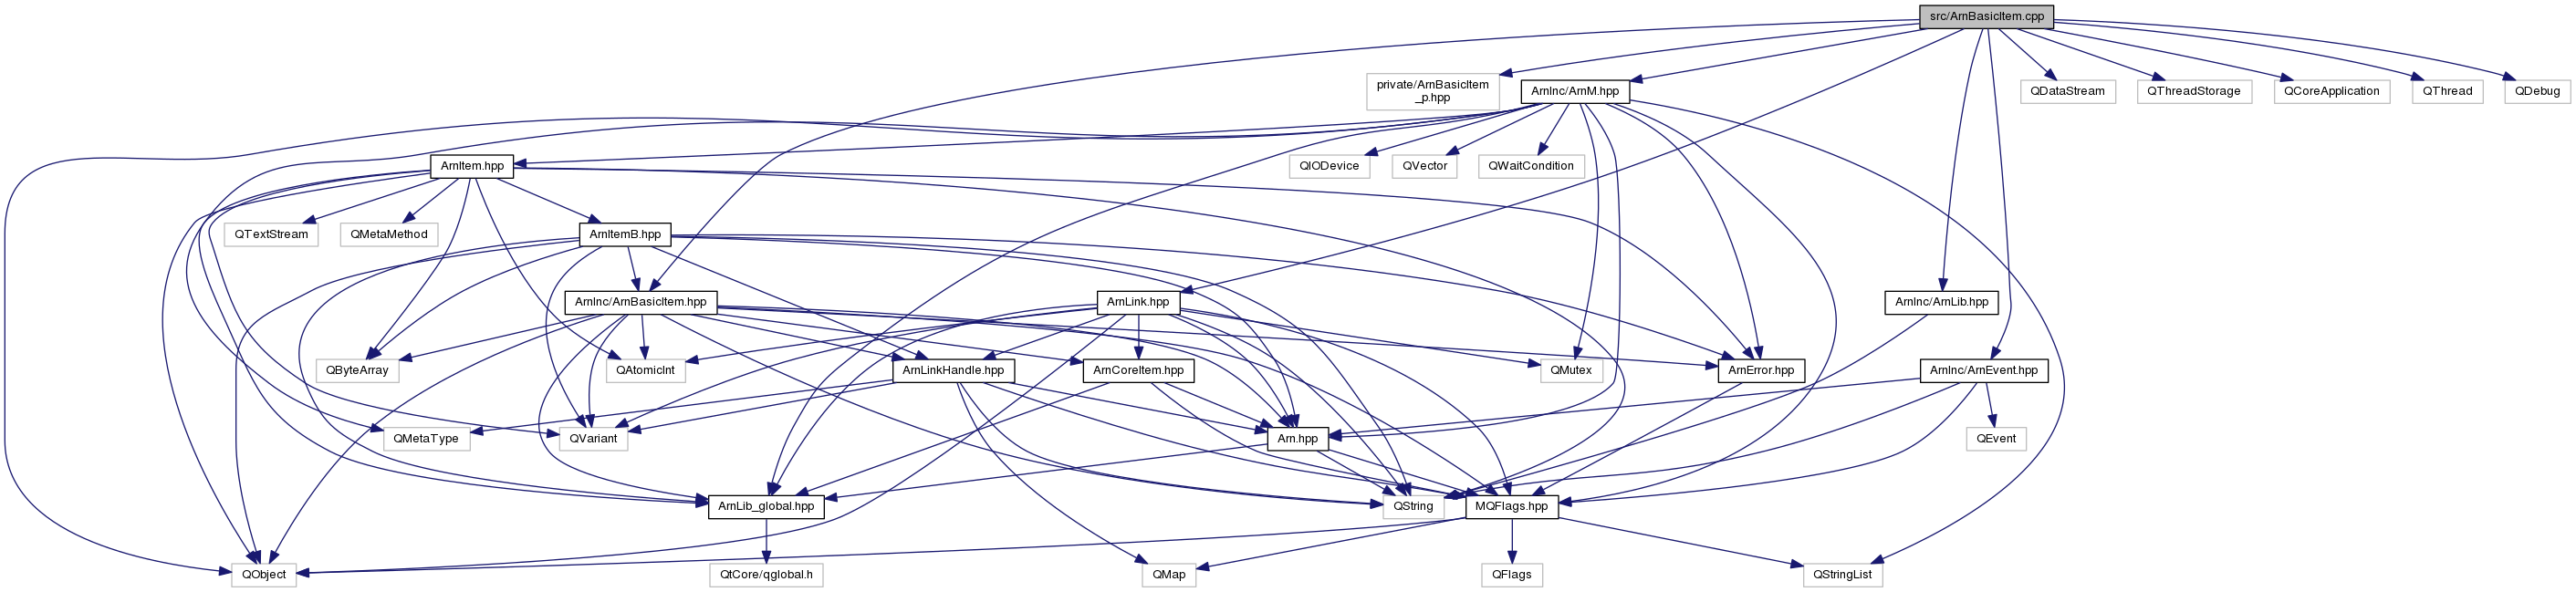 src/ArnBasicItem.cpp
private/ArnBasicItem
_p.hpp
ArnInc/ArnM.hpp
QDataStream
QThreadStorage
QCoreApplication
QThread
QDebug
ArnItem.hpp
QIODevice
QVector
QWaitCondition
QTextStream
QMetaMethod
ArnItemB.hpp
ArnInc/ArnBasicItem.hpp
ArnLink.hpp
ArnInc/ArnLib.hpp
QByteArray
QAtomicInt
ArnLinkHandle.hpp
ArnCoreItem.hpp
QMutex
ArnError.hpp
ArnInc/ArnEvent.hpp
QMetaType
QVariant
Arn.hpp
QEvent
ArnLib_global.hpp
QString
MQFlags.hpp
QObject
QtCore/qglobal.h
QMap
QFlags
QStringList